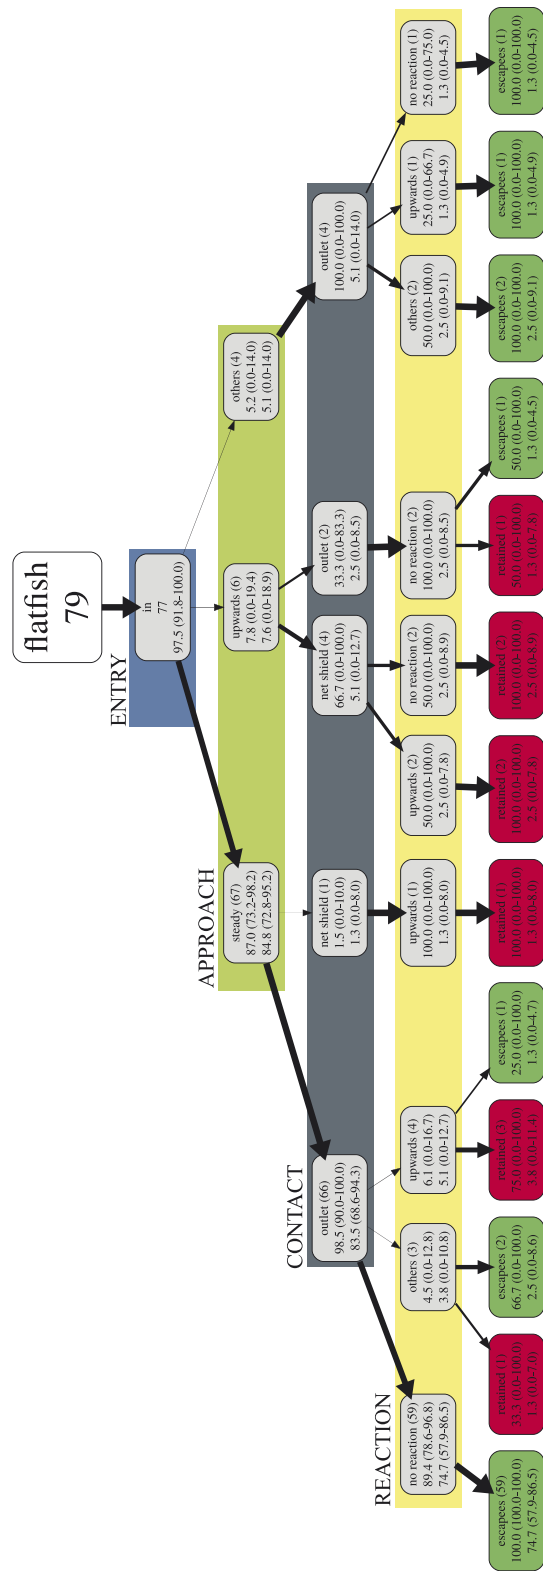 flatfish
79
ENTRY
in
77
97.5 (91.8-100.0)
APPROACH
steady (67)
87.0 (73.2-98.2)
84.8 (72.8-95.2)
upwards (6)
7.8 (0.0-19.4)
7.6 (0.0-18.9)
others (4)
5.2 (0.0-14.0)
5.1 (0.0-14.0)
CONTACT
outlet (66)
98.5 (90.0-100.0)
83.5 (68.6-94.3)
net shield (1)
1.5 (0.0-10.0)
1.3 (0.0-8.0)
net shield (4)
66.7 (0.0-100.0)
5.1 (0.0-12.7)
outlet (2)
33.3 (0.0-83.3)
2.5 (0.0-8.5)
outlet (4)
100.0 (0.0-100.0)
5.1 (0.0-14.0)
REACTION
no reaction (59)
89.4 (78.6-96.8)
74.7 (57.9-86.5)
others (3)
4.5 (0.0-12.8)
3.8 (0.0-10.8)
upwards (4)
6.1 (0.0-16.7)
5.1 (0.0-12.7)
upwards (1)
100.0 (0.0-100.0)
1.3 (0.0-8.0)
upwards (2)
50.0 (0.0-100.0)
2.5 (0.0-7.8)
no reaction (2)
50.0 (0.0-100.0)
2.5 (0.0-8.9)
no reaction (2)
100.0 (0.0-100.0)
2.5 (0.0-8.5)
others (2)
50.0 (0.0-100.0)
2.5 (0.0-9.1)
upwards (1)
25.0 (0.0-66.7)
1.3 (0.0-4.9)
no reaction (1)
25.0 (0.0-75.0)
1.3 (0.0-4.5)
escapees (59)
100.0 (100.0-100.0)
74.7 (57.9-86.5)
retained (1)
33.3 (0.0-100.0)
1.3 (0.0-7.0)
escapees (2)
66.7 (0.0-100.0)
2.5 (0.0-8.6)
retained (3)
75.0 (0.0-100.0)
3.8 (0.0-11.4)
escapees (1)
25.0 (0.0-100.0)
1.3 (0.0-4.7)
retained (1)
100.0 (0.0-100.0)
1.3 (0.0-8.0)
retained (2)
100.0 (0.0-100.0)
2.5 (0.0-7.8)
retained (2)
100.0 (0.0-100.0)
2.5 (0.0-8.9)
retained (1)
50.0 (0.0-100.0)
1.3 (0.0-7.8)
escapees (1)
50.0 (0.0-100.0)
1.3 (0.0-4.5)
escapees (2)
100.0 (0.0-100.0)
2.5 (0.0-9.1)
escapees (1)
100.0 (0.0-100.0)
1.3 (0.0-4.9)
escapees (1)
100.0 (0.0-100.0)
1.3 (0.0-4.5)